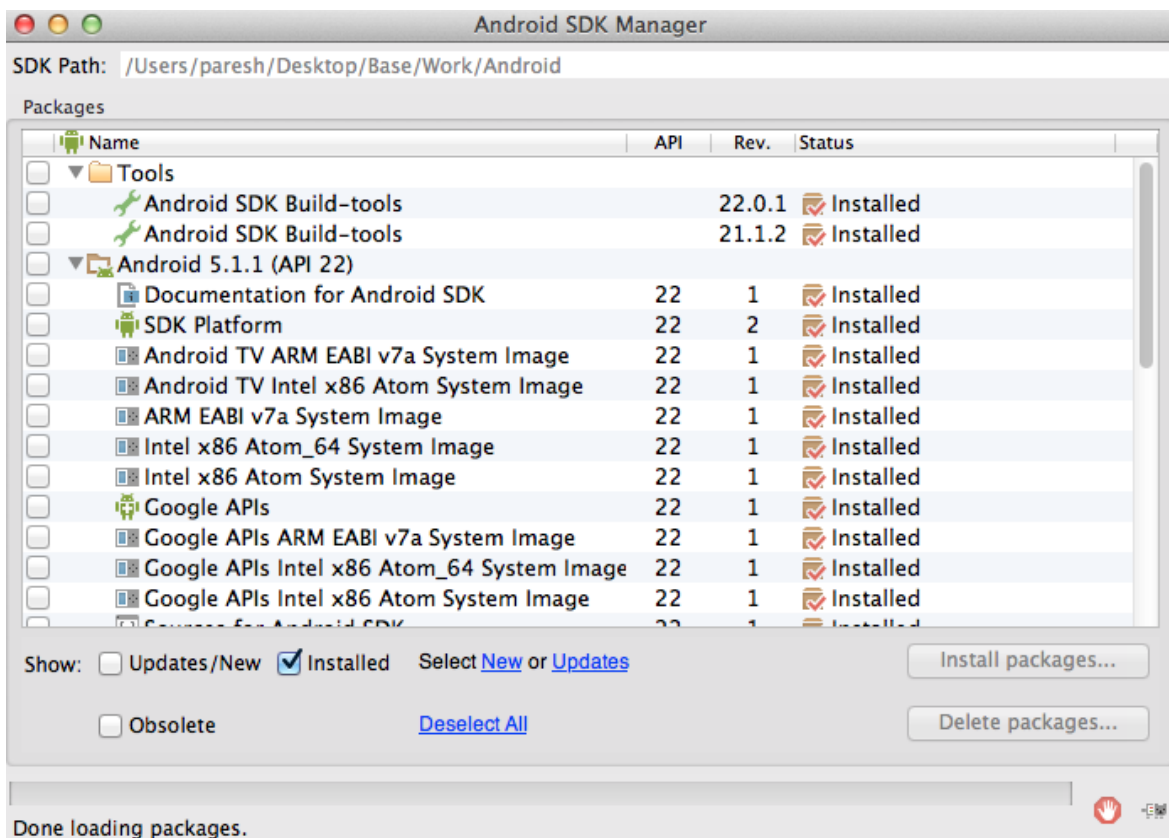 Android SDK Manager
SDK Path: /Users/paresh/Desktop/Base/Work/Android
Packages
Name API Rev. Status
Tools
Android SDK Build-tools 22.0.1 Installed
Android SDK Build-tools 21.1.2 Installed
Android 5.1.1 (API 22)
Documentation for Android SDK 22 1 Installed
SDK Platform 22 2 Installed
Android TV ARM EABI v7a System Image 22 1 Installed
Android TV Intel x86 Atom System Image 22 1 Installed
ARM EABI v7a System Image 22 1 Installed
Intel x86 Atom_64 System Image 22 1 Installed
Intel x86 Atom System Image 22 1 Installed
Google APIs 22 1 Installed
Google APIs ARM EABI v7a System Image 22 1 Installed
Google APIs Intel x86 Atom_64 System Image 22 1 Installed
Google APIs Intel x86 Atom System Image 22 1 Installed
Sources for Android SDK 22 1 Installed
Show: Updates/New Installed Select New or Updates Install packages...
Obsolete Deselect All Delete packages...
Done loading packages.